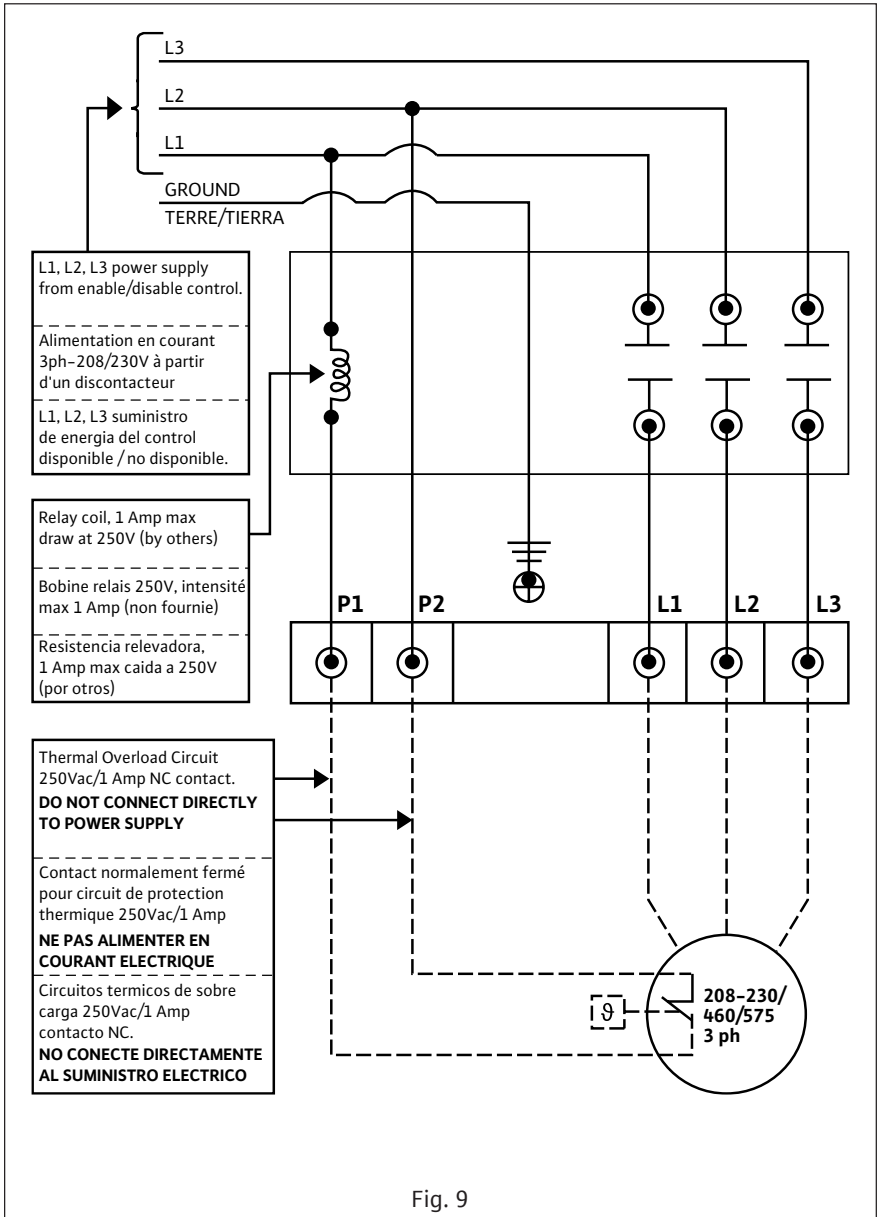 L3
L2
L1
GROUND
TERRE/TIERRA
L1, L2, L3 power supply
from enable/disable control.
Alimentation en courant
3ph–208/230V à partir
d'un discontacteur
L1, L2, L3 suministro
de energia del control
disponible / no disponible.
Relay coil, 1 Amp max
draw at 250V (by others)
Bobine relais 250V, intensité
max 1 Amp (non fournie)
Resistencia relevadora,
1 Amp max caida a 250V
(por otros)
P1 P2 L1 L2 L3
Thermal Overload Circuit
250Vac/1 Amp NC contact.
DO NOT CONNECT DIRECTLY
TO POWER SUPPLY
Contact normalement fermé
pour circuit de protection
thermique 250Vac/1 Amp
NE PAS ALIMENTER EN
COURANT ELECTRIQUE
Circuitos termicos de sobre
carga 250Vac/1 Amp
contacto NC.
NO CONECTE DIRECTAMENTE
AL SUMINISTRO ELECTRICO
ϑ
208–230/
460/575
3 ph
Fig. 9